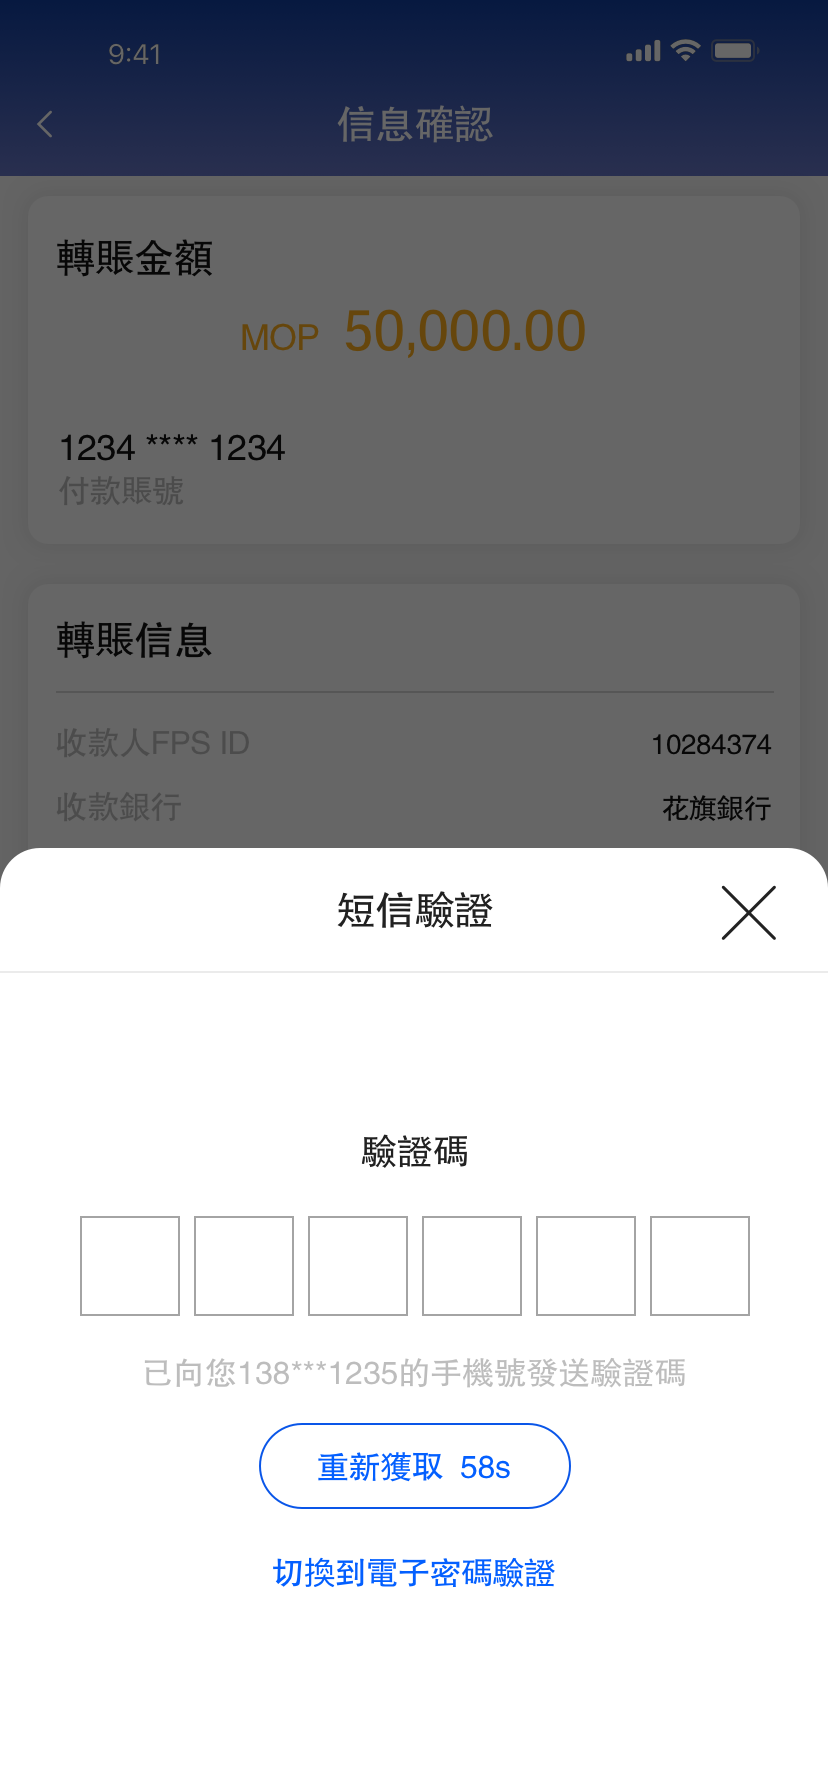 9:41
信息確認
轉賬金額
MOP 50,000.00
1234 **** 1234
付款賬號
轉賬信息
收款人FPS ID 10284374
收款銀行 花旗銀行
短信驗證
驗證碼
已向您138***1235的手機號發送驗證碼
重新獲取 58s
切換到電子密碼驗證